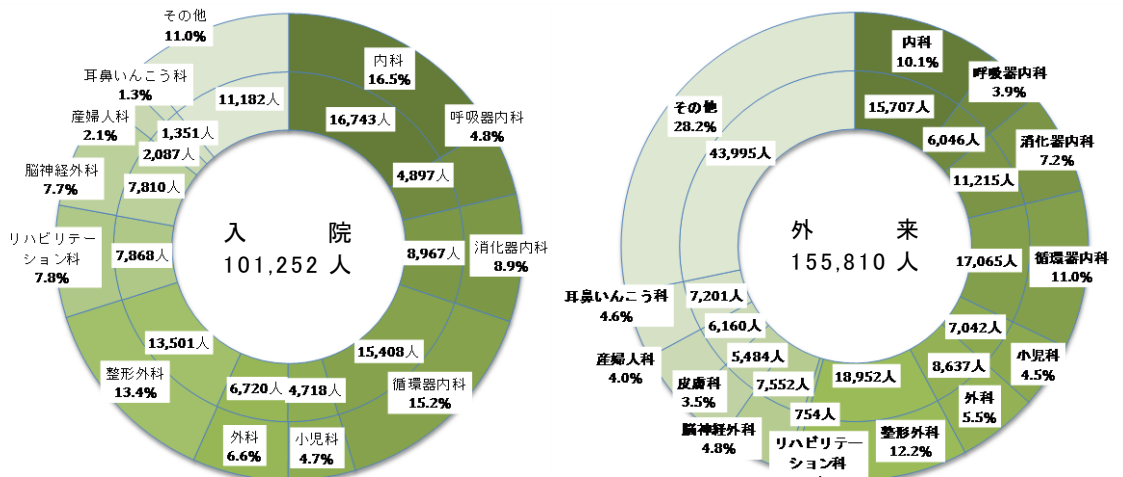 その他
11.0%
11,182人
内科
16.5%
16,743人
呼吸器内科
4.8%
4,897人
消化器内科
8.9%
8,967人
循環器内科
15.2%
15,408人
小児科
4.7%
4,718人
外科
6.6%
6,720人
整形外科
13.4%
13,501人
リハビリテー
ション科
7.8%
7,868人
脳神経外科
7.7%
7,810人
産婦人科
2.1%
2,087人
耳鼻いんこう科
1.3%
1,351人
入 院
101,252 人
内科
10.1%
15,707人
呼吸器内科
3.9%
6,046人
消化器内科
7.2%
11,215人
循環器内科
11.0%
17,065人
小児科
4.5%
7,042人
外科
5.5%
8,637人
整形外科
12.2%
18,952人
リハビリテー
ション科
754人
脳神経外科
4.8%
7,552人
皮膚科
3.5%
5,484人
産婦人科
4.0%
6,160人
耳鼻いんこう科
4.6%
7,201人
その他
28.2%
43,995人
外 来
155,810 人